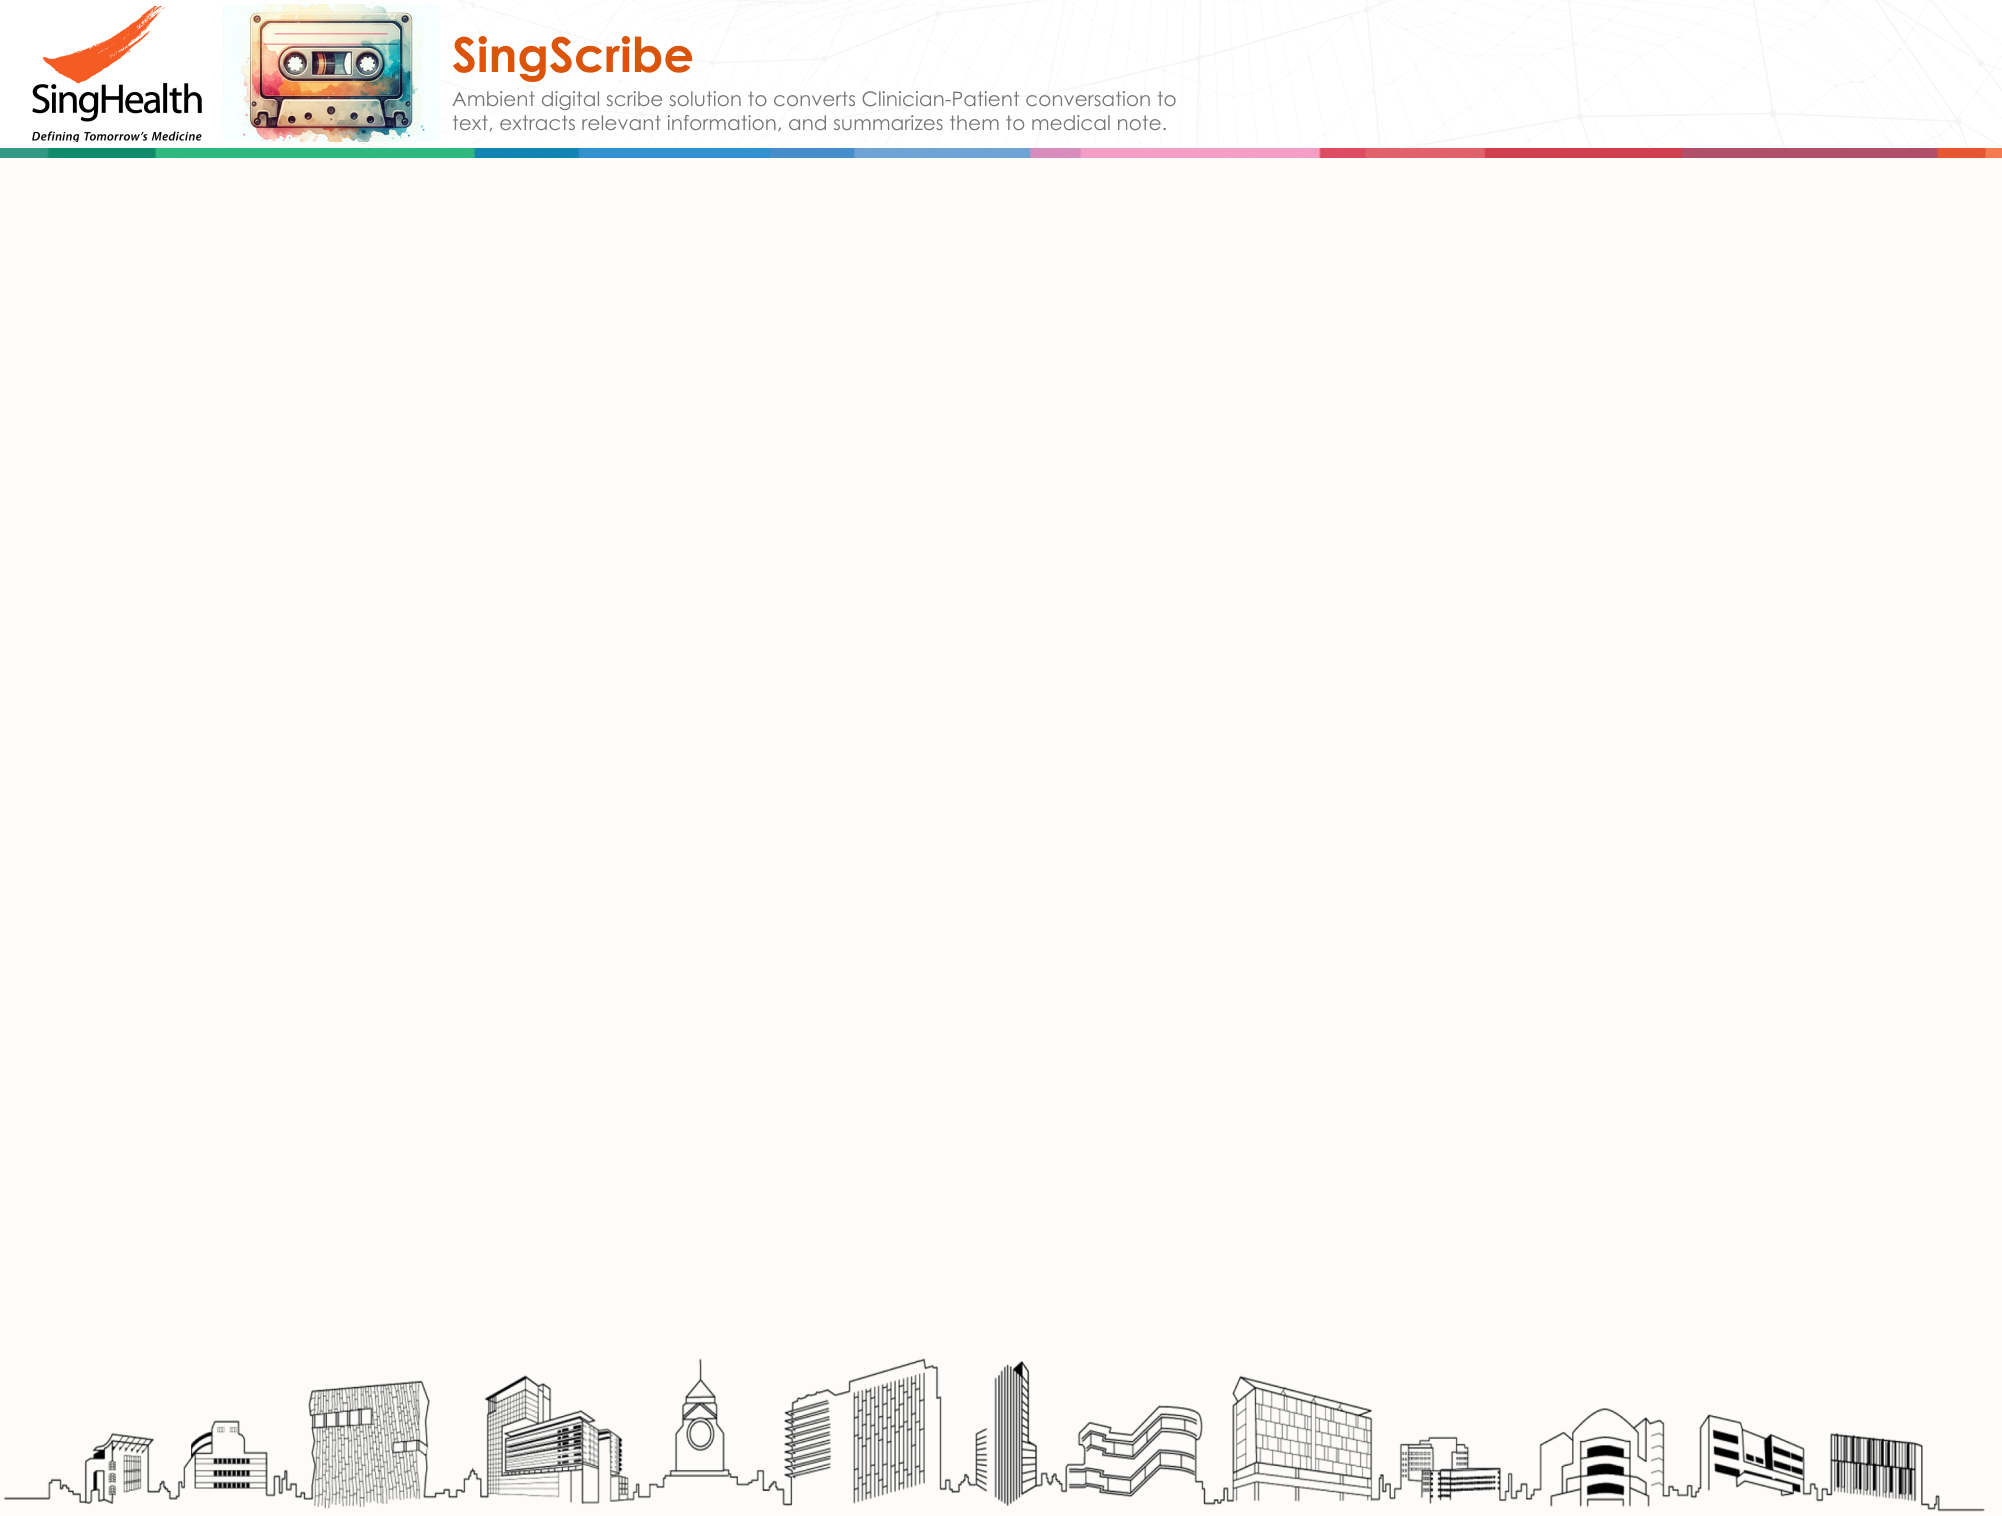 SingHealth
Defining Tomorrow's Medicine
SingScribe
Ambient digital scribe solution to converts Clinician-Patient conversation to
text, extracts relevant information, and summarizes them to medical note.